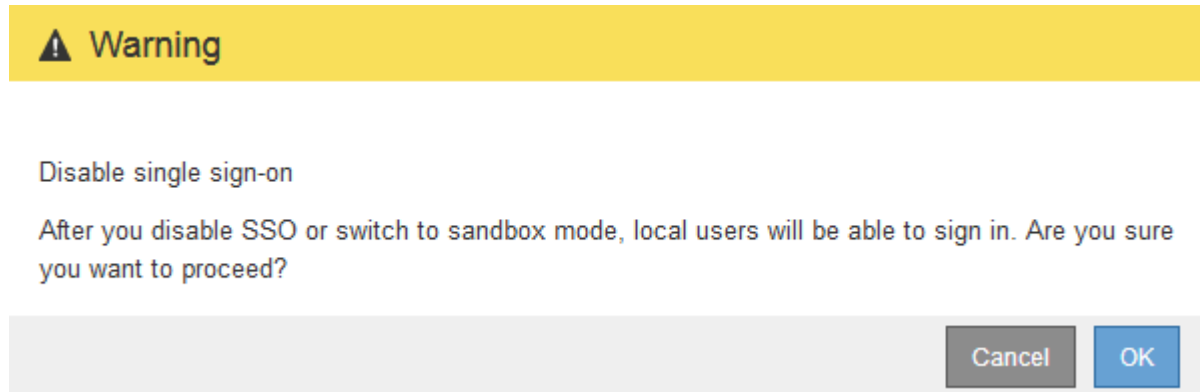 Warning
Disable single sign-on
After you disable SSO or switch to sandbox mode, local users will be able to sign in. Are you sure
you want to proceed?
Cancel OK